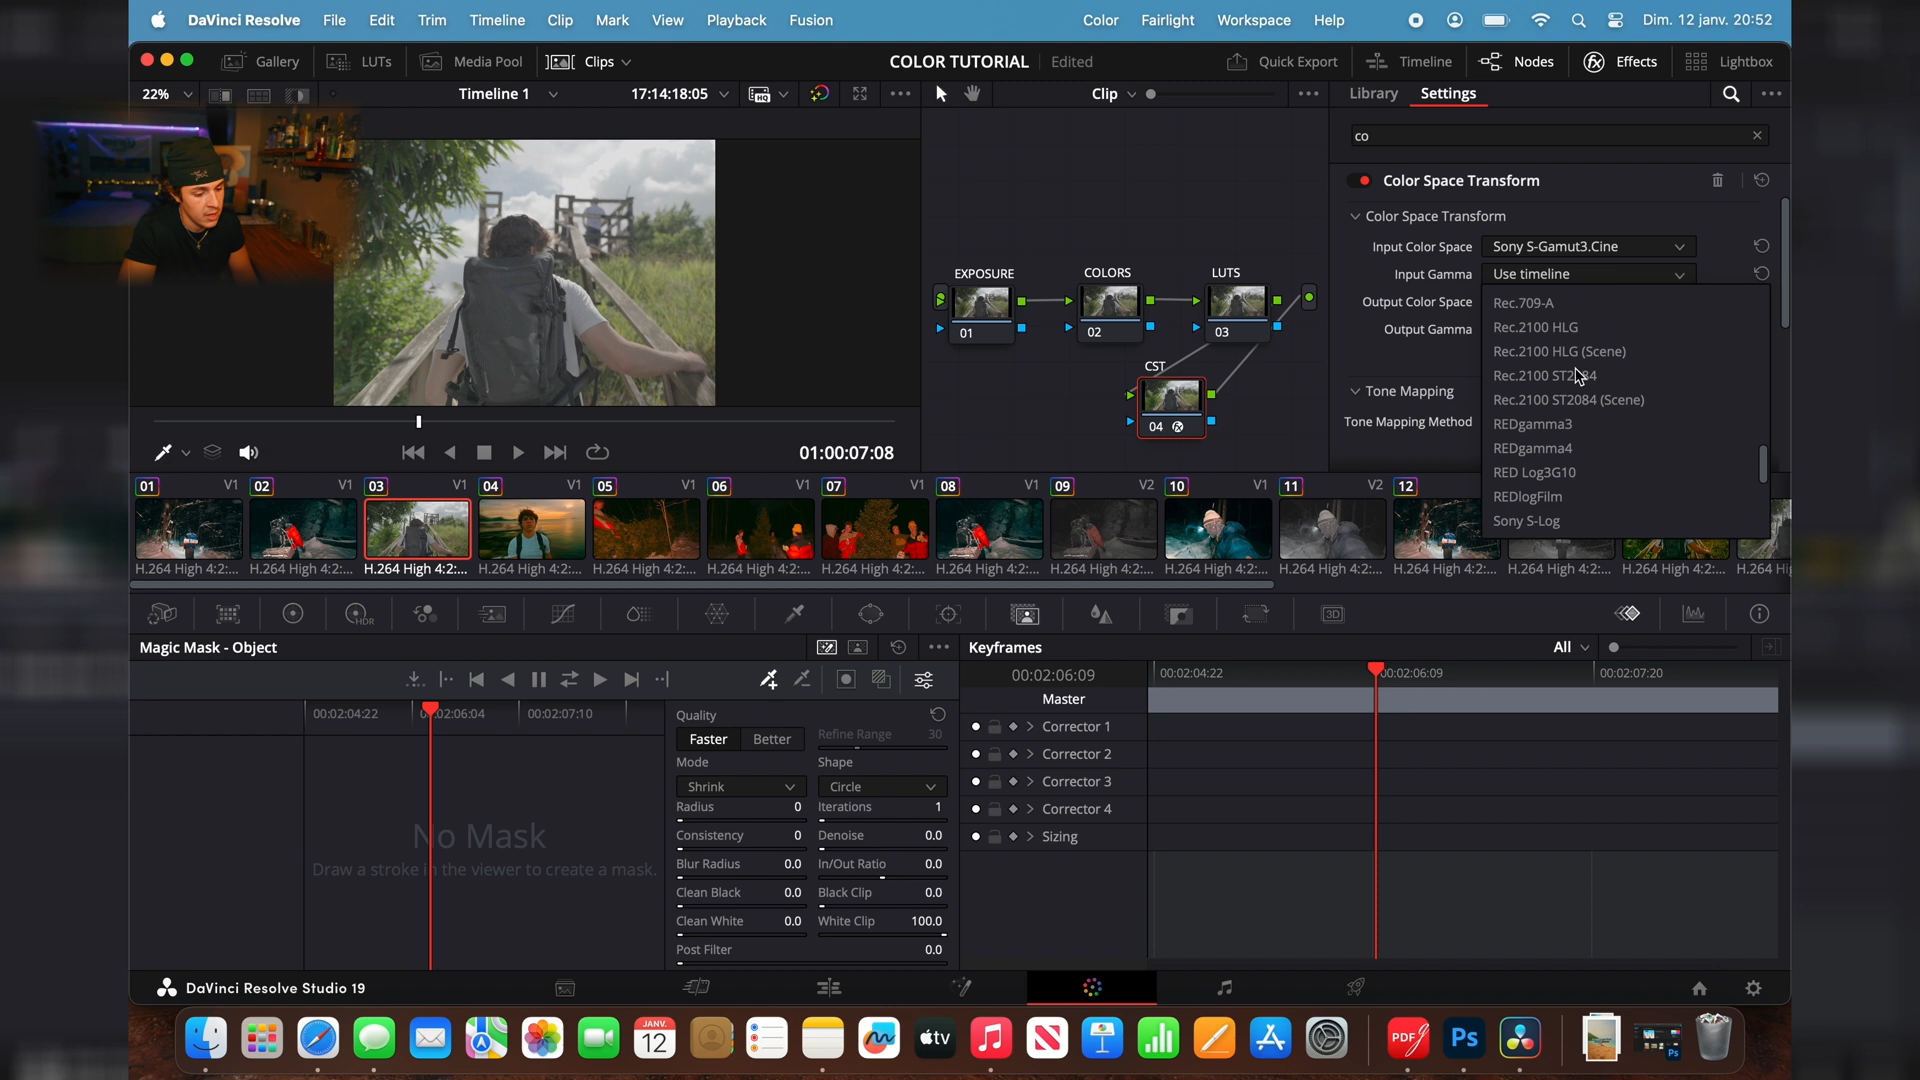 DaVinci Resolve File Edit Trim Timeline Clip Mark View Playback Fusion Color Fairlight Workspace Help Dim. 12 janv. 20:52
Gallery LUTs Media Pool Clips COLOR TUTORIAL Edited Quick Export Timeline Nodes Effects Lightbox
22% Timeline 1 17:14:18:05 HQ Clip Library Settings
co
Color Space Transform
Color Space Transform
Input Color Space Sony S-Gamut3.Cine
Input Gamma Use timeline
Output Color Space
Output Gamma
Tone Mapping
Tone Mapping Method
Rec.709-A
Rec.2100 HLG
Rec.2100 HLG (Scene)
Rec.2100 ST2084
Rec.2100 ST2084 (Scene)
REDgamma3
REDgamma4
RED Log3G10
REDlogFilm
Sony S-Log
EXPOSURE COLORS LUTS
01 02 03
CST
04 fx
01:00:07:08
01 V1 02 V1 03 V1 04 V1 05 V1 06 V1 07 V1 08 V1 09 V2 10 V1 11 V2 12
H.264 High 4:2:... H.264 High 4:2:... H.264 High 4:2:... H.264 High 4:2:... H.264 High 4:2:... H.264 High 4:2:... H.264 High 4:2:... H.264 High 4:2:... H.264 High 4:2:... H.264 High 4:2:... H.264 High 4:2:... H.264 High 4:2:... H.264 High 4:2:... H.264 High 4:2:... H.264 High
HDR 3D
Magic Mask - Object Keyframes All
00:02:06:09 00:02:04:22 00:02:06:09 00:02:07:20
Master
00:02:04:22 00:02:06:04 00:02:07:10
Quality
Faster Better Refine Range 30
Mode Shape
Shrink Circle
Radius 0 Iterations 1
Consistency 0 Denoise 0.0
Blur Radius 0.0 In/Out Ratio 0.0
Clean Black 0.0 Black Clip 0.0
Clean White 0.0 White Clip 100.0
Post Filter 0.0
No Mask
Draw a stroke in the viewer to create a mask.
Corrector 1
Corrector 2
Corrector 3
Corrector 4
Sizing
DaVinci Resolve Studio 19
JANV.
12
tv
PDF
Ps
Ps